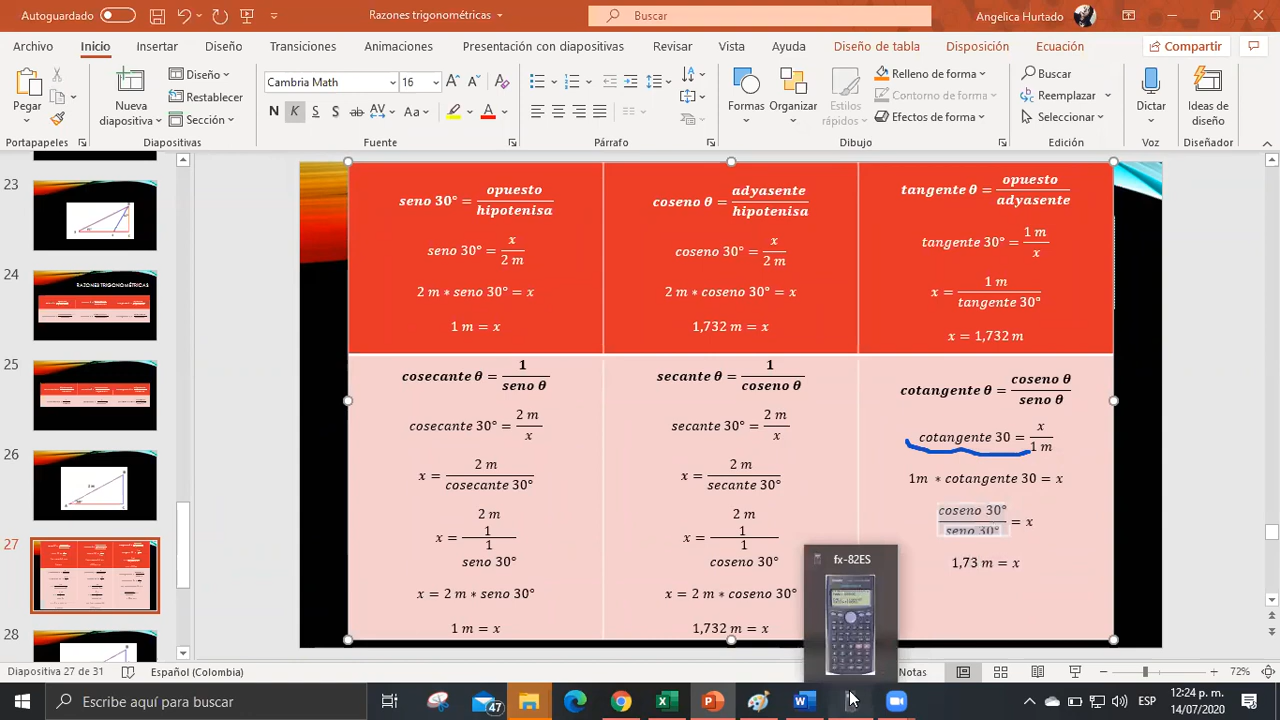 Autoguardado
Razones trigonométricas
Buscar
Angelica Hurtado
Archivo Inicio Insertar Diseño Transiciones Animaciones Presentación con diapositivas Revisar Vista Ayuda Diseño de tabla Disposición Ecuación Compartir
Pegar
Nueva diapositiva
Diseño
Restablecer
Sección
Cambria Math 16
N K S S ab AV Aa A
Formas
Organizar
Estilos rápidos
Relleno de forma
Contorno de forma
Efectos de forma
Buscar
Reemplazar
Seleccionar
Dictar
Ideas de diseño
Portapapeles Diapositivas Fuente Párrafo Dibujo Edición Voz Diseñador
23
24
RAZONES TRIGONOMÉTRICAS
25
26
27
28
seno 30° = opuesto / hipotenisa
seno 30° = x / 2 m
2 m * seno 30° = x
1 m = x
coseno θ = adyasente / hipotenisa
coseno 30° = x / 2 m
2 m * coseno 30° = x
1,732 m = x
tangente θ = opuesto / adyasente
tangente 30° = 1 m / x
x = 1 m / tangente 30°
x = 1,732 m
cosecante θ = 1 / seno θ
cosecante 30° = 2 m / x
x = 2 m / cosecante 30°
x = 2 m / 1 / 1 / seno 30°
x = 2 m * seno 30°
1 m = x
secante θ = 1 / coseno θ
secante 30° = 2 m / x
x = 2 m / secante 30°
x = 2 m / 1 / 1 / coseno 30°
x = 2 m * coseno 30°
1,732 m = x
cotangente θ = coseno θ / seno θ
cotangente 30 = x / 1 m
1m * cotangente 30 = x
coseno 30° / seno 30° = x
1,73 m = x
fx-82ES
Diapositiva 27 de 31 Español (Colombia) Notas 72%
Escribe aquí para buscar
47
ESP
12:24 p. m.
14/07/2020